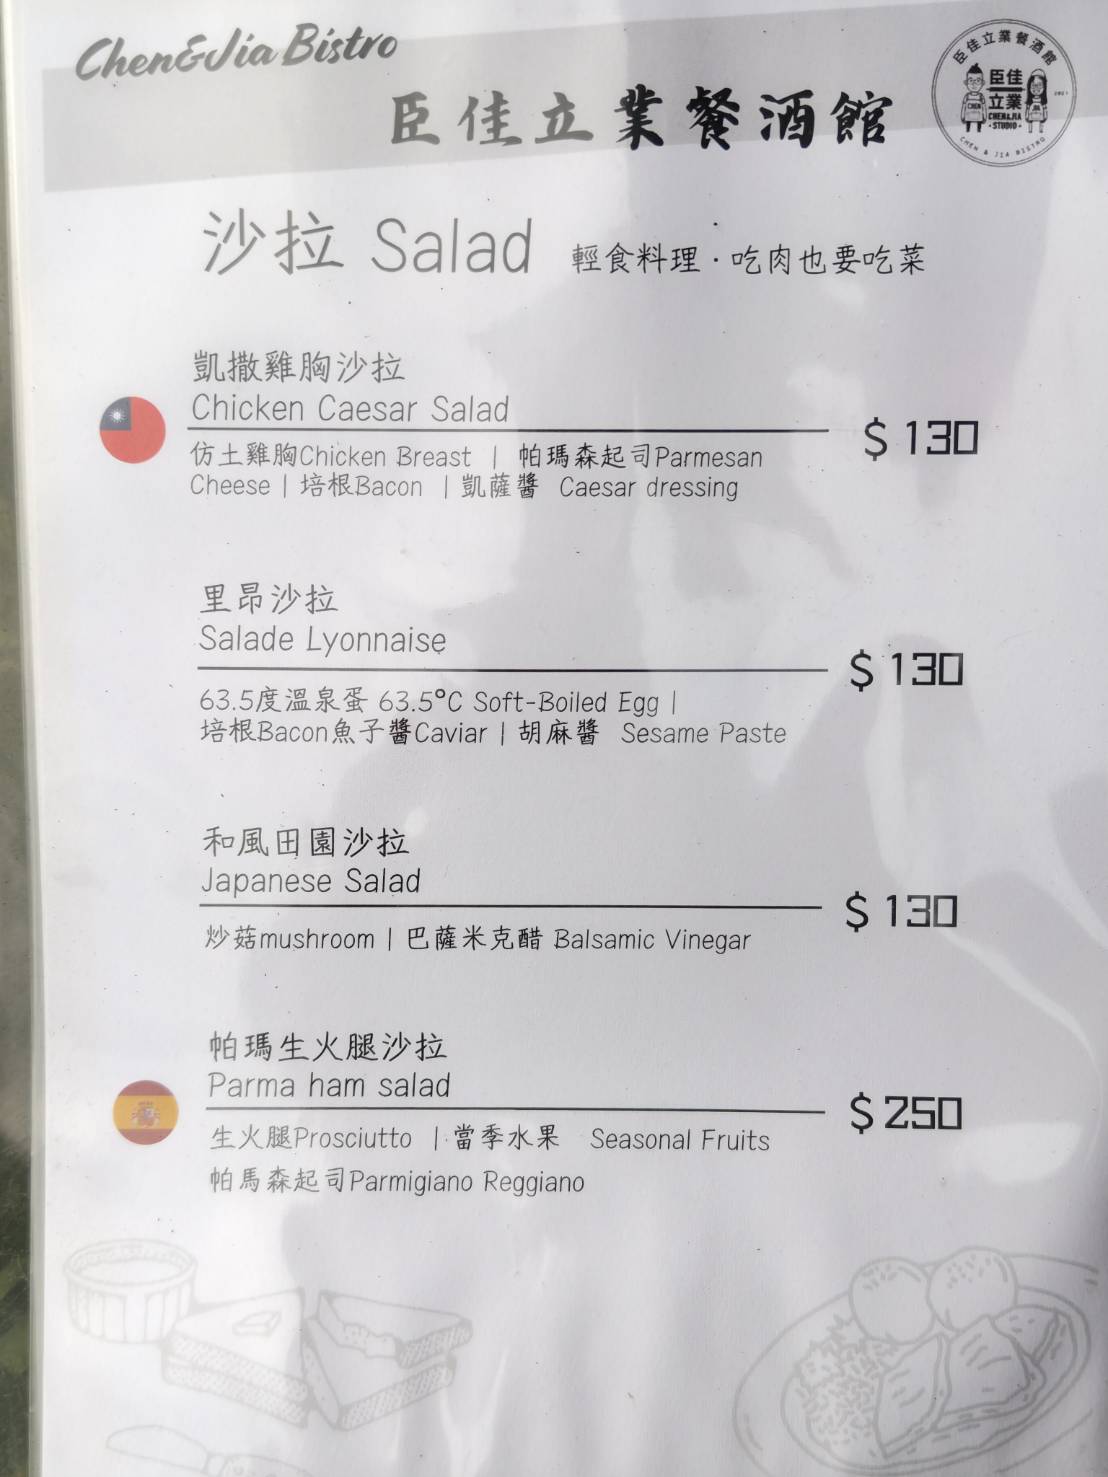 Chen&Jia Bistro
臣佳立業餐酒館
臣佳立業餐酒館
臣佳
立業
CHEN&JIA
·STUDIO·
CHEN
JIA
2021
CHEN & JIA BISTRO
沙拉 Salad 輕食料理·吃肉也要吃菜
凱撒雞胸沙拉
Chicken Caesar Salad
$ 130
仿土雞胸Chicken Breast | 帕瑪森起司Parmesan
Cheese | 培根Bacon | 凱薩醬 Caesar dressing
里昂沙拉
Salade Lyonnaise
$ 130
63.5度溫泉蛋 63.5°C Soft-Boiled Egg |
培根Bacon魚子醬Caviar | 胡麻醬 Sesame Paste
和風田園沙拉
Japanese Salad
$ 130
炒菇mushroom | 巴薩米克醋 Balsamic Vinegar
帕瑪生火腿沙拉
Parma ham salad
$ 250
生火腿Prosciutto | 當季水果 Seasonal Fruits
帕馬森起司Parmigiano Reggiano